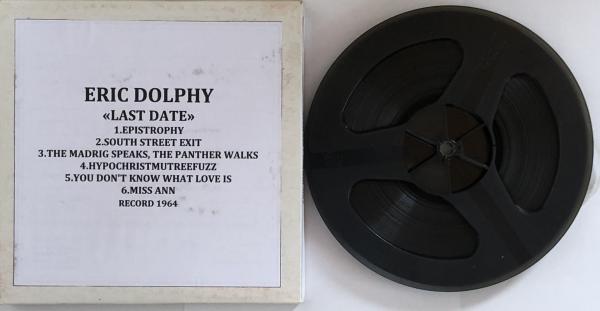 ERIC DOLPHY
«LAST DATE»
1.EPISTROPHY
2.SOUTH STREET EXIT
3.THE MADRIG SPEAKS, THE PANTHER WALKS
4.HYPOCHRISTMUTREEFUZZ
5.YOU DON'T KNOW WHAT LOVE IS
6.MISS ANN
RECORD 1964